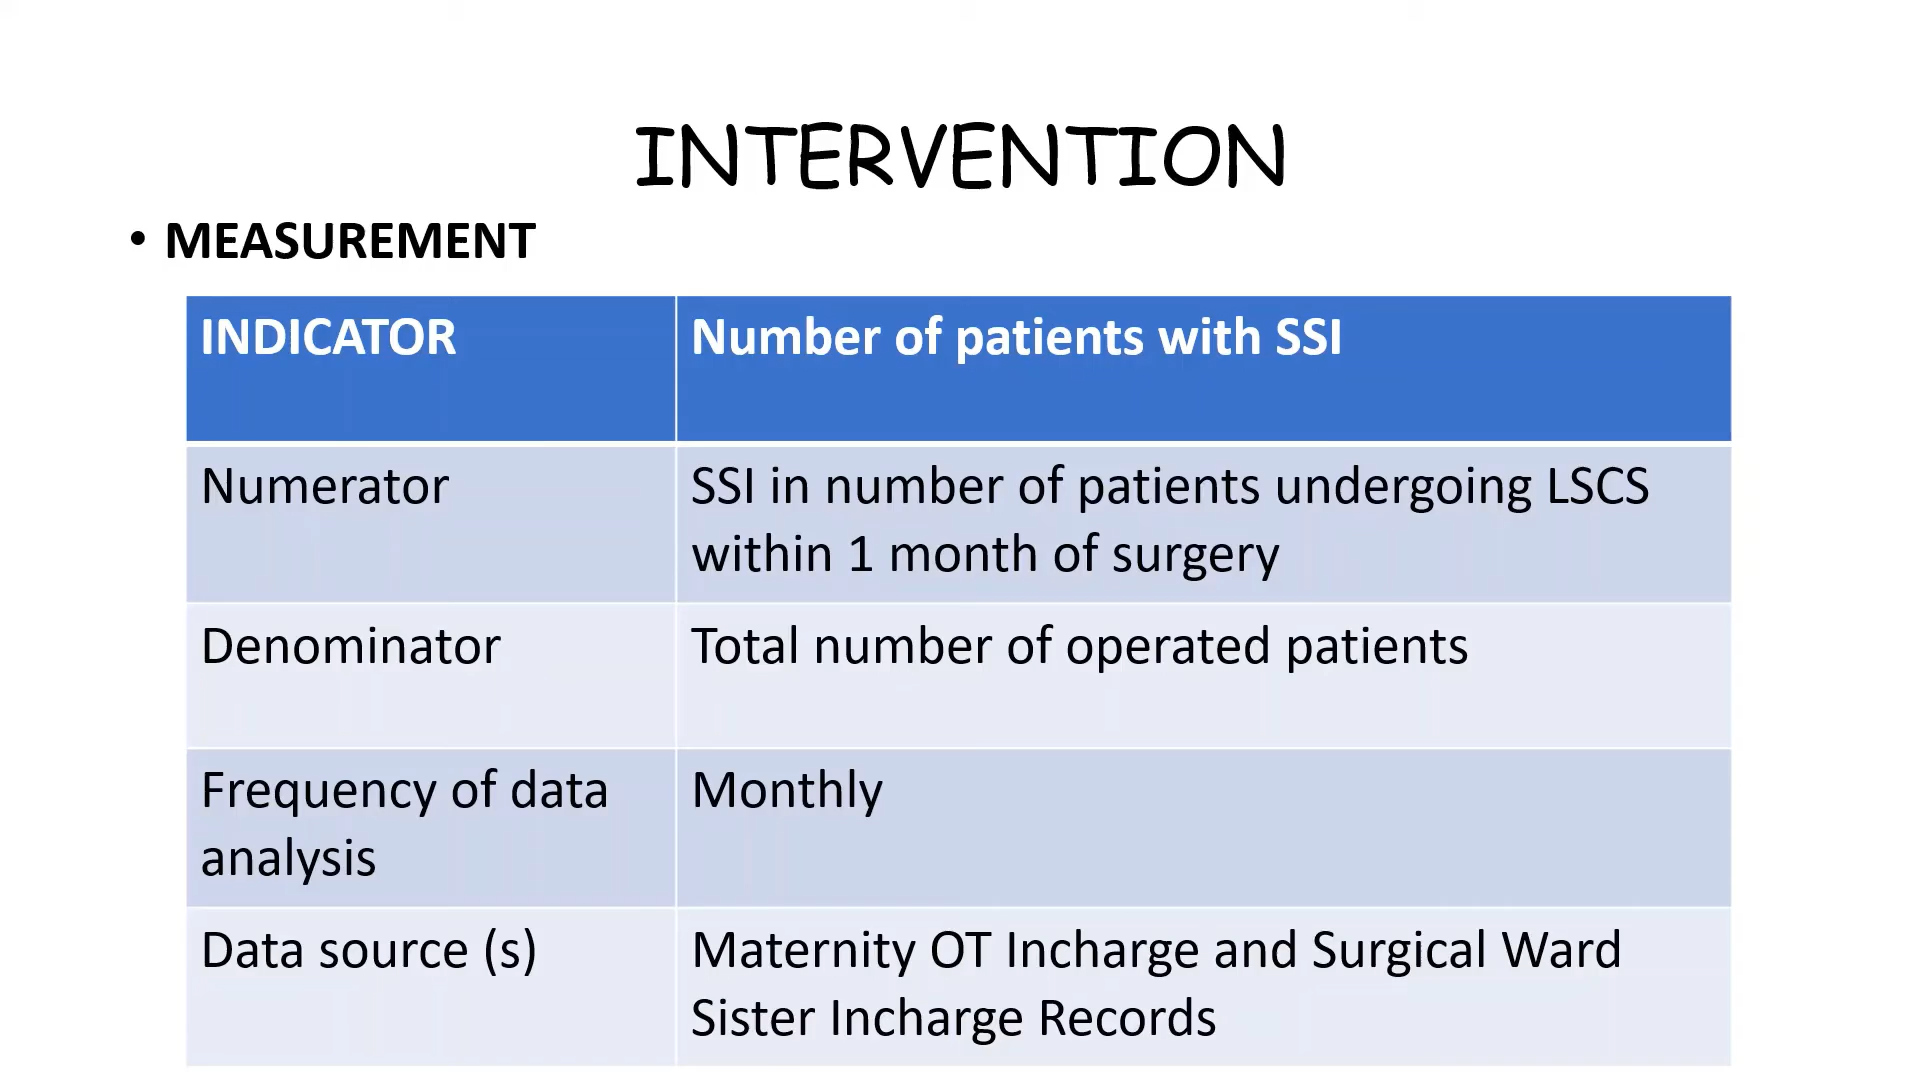 INTERVENTION
• MEASUREMENT
INDICATOR
Number of patients with SSI
Numerator
SSI in number of patients undergoing LSCS
within 1 month of surgery
Denominator
Total number of operated patients
Frequency of data
analysis
Monthly
Data source (s)
Maternity OT Incharge and Surgical Ward
Sister Incharge Records